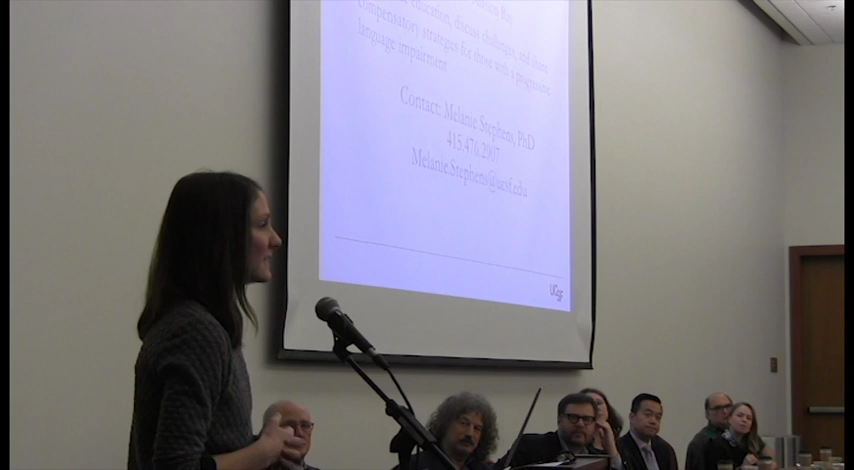 education, discuss challenges, and share
compensatory strategies for those with a progressive
language impairment
Contact: Melanie Stephens, PhD
415.476.2907
Melanie.Stephens@ucsf.edu
UCSF